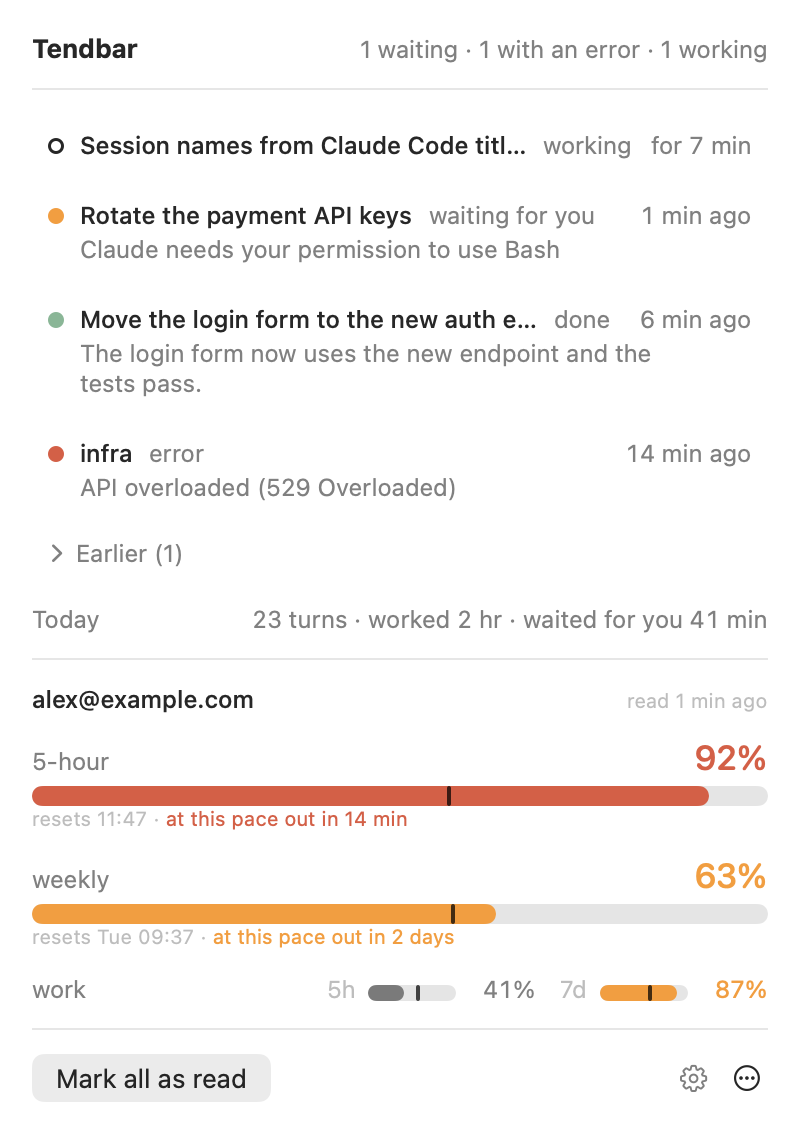 Tendbar 1 waiting · 1 with an error · 1 working
Session names from Claude Code titl... working for 7 min
Rotate the payment API keys waiting for you 1 min ago
Claude needs your permission to use Bash
Move the login form to the new auth e... done 6 min ago
The login form now uses the new endpoint and the
tests pass.
infra error 14 min ago
API overloaded (529 Overloaded)
Earlier (1)
Today 23 turns · worked 2 hr · waited for you 41 min
alex@example.com read 1 min ago
5-hour 92%
resets 11:47 · at this pace out in 14 min
weekly 63%
resets Tue 09:37 · at this pace out in 2 days
work 5h 41% 7d 87%
Mark all as read